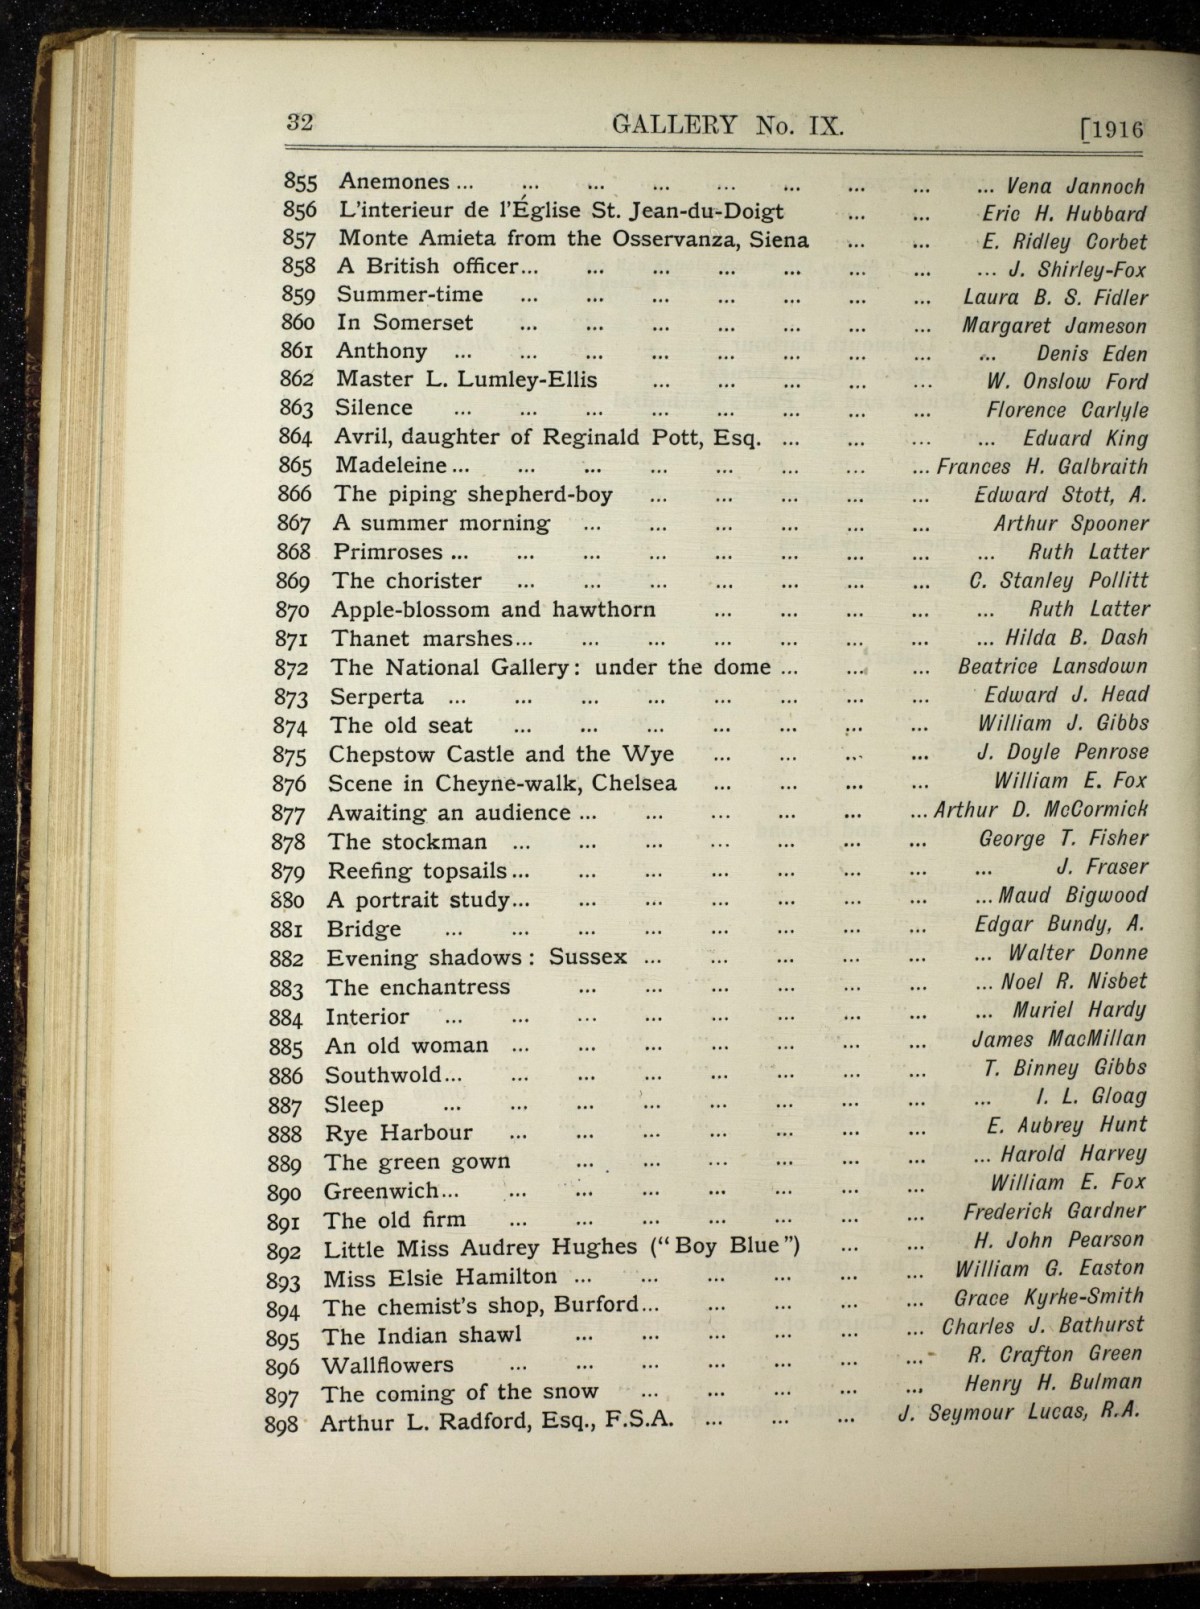 32 GALLERY No. IX. [1916
855 Anemones ... ... ... ... ... ... ... ... ... Vena Jannoch
856 L'interieur de l'Église St. Jean-du-Doigt ... ... Eric H. Hubbard
857 Monte Amieta from the Osservanza, Siena ... ... E. Ridley Corbet
858 A British officer... ... ... ... ... ... ... ... J. Shirley-Fox
859 Summer-time ... ... ... ... ... ... ... Laura B. S. Fidler
860 In Somerset ... ... ... ... ... ... ... Margaret Jameson
861 Anthony ... ... ... ... ... ... ... ... ... Denis Eden
862 Master L. Lumley-Ellis ... ... ... ... ... W. Onslow Ford
863 Silence ... ... ... ... ... ... ... ... Florence Carlyle
864 Avril, daughter of Reginald Pott, Esq. ... ... ... ... Eduard King
865 Madeleine ... ... ... ... ... ... ... ... Frances H. Galbraith
866 The piping shepherd-boy ... ... ... ... ... Edward Stott, A.
867 A summer morning ... ... ... ... ... ... Arthur Spooner
868 Primroses ... ... ... ... ... ... ... ... ... Ruth Latter
869 The chorister ... ... ... ... ... ... ... C. Stanley Pollitt
870 Apple-blossom and hawthorn ... ... ... ... ... Ruth Latter
871 Thanet marshes... ... ... ... ... ... ... ... Hilda B. Dash
872 The National Gallery: under the dome ... ... ... Beatrice Lansdown
873 Serperta ... ... ... ... ... ... ... ... Edward J. Head
874 The old seat ... ... ... ... ... ... ... William J. Gibbs
875 Chepstow Castle and the Wye ... ... ... ... J. Doyle Penrose
876 Scene in Cheyne-walk, Chelsea ... ... ... ... William E. Fox
877 Awaiting an audience ... ... ... ... ... ... Arthur D. McCormick
878 The stockman ... ... ... ... ... ... ... George T. Fisher
879 Reefing topsails ... ... ... ... ... ... ... ... J. Fraser
880 A portrait study... ... ... ... ... ... ... ... Maud Bigwood
881 Bridge ... ... ... ... ... ... ... ... Edgar Bundy, A.
882 Evening shadows : Sussex ... ... ... ... ... ... Walter Donne
883 The enchantress ... ... ... ... ... ... ... Noel R. Nisbet
884 Interior ... ... ... ... ... ... ... ... ... Muriel Hardy
885 An old woman ... ... ... ... ... ... ... James MacMillan
886 Southwold... ... ... ... ... ... ... ... T. Binney Gibbs
887 Sleep ... ... ... ... ... ... ... ... ... I. L. Gloag
888 Rye Harbour ... ... ... ... ... ... ... E. Aubrey Hunt
889 The green gown ... ... ... ... ... ... ... Harold Harvey
890 Greenwich... ... ... ... ... ... ... ... William E. Fox
891 The old firm ... ... ... ... ... ... ... Frederick Gardner
892 Little Miss Audrey Hughes (“Boy Blue”) ... ... H. John Pearson
893 Miss Elsie Hamilton ... ... ... ... ... ... William G. Easton
894 The chemist's shop, Burford... ... ... ... ... Grace Kyrke-Smith
895 The Indian shawl ... ... ... ... ... ... Charles J. Bathurst
896 Wallflowers ... ... ... ... ... ... ... R. Crafton Green
897 The coming of the snow ... ... ... ... ... Henry H. Bulman
898 Arthur L. Radford, Esq., F.S.A. ... ... ... J. Seymour Lucas, R.A.